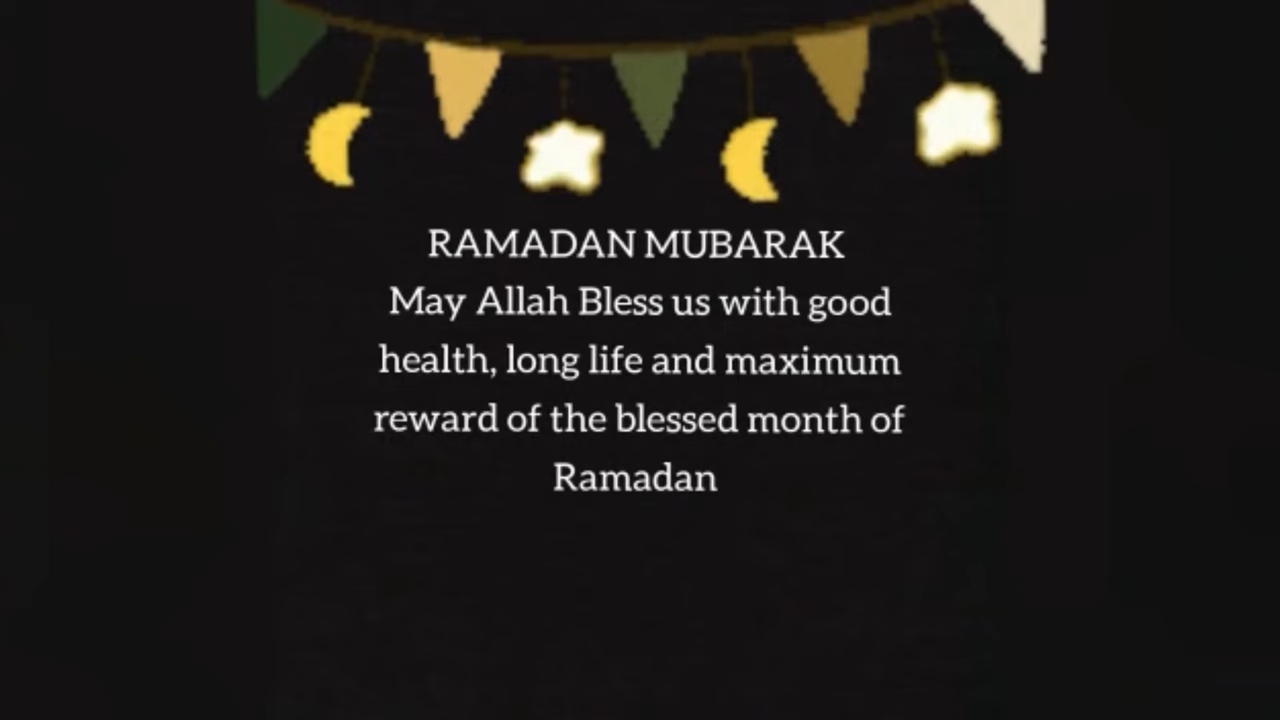 RAMADAN MUBARAK
May Allah Bless us with good
health, long life and maximum
reward of the blessed month of
Ramadan